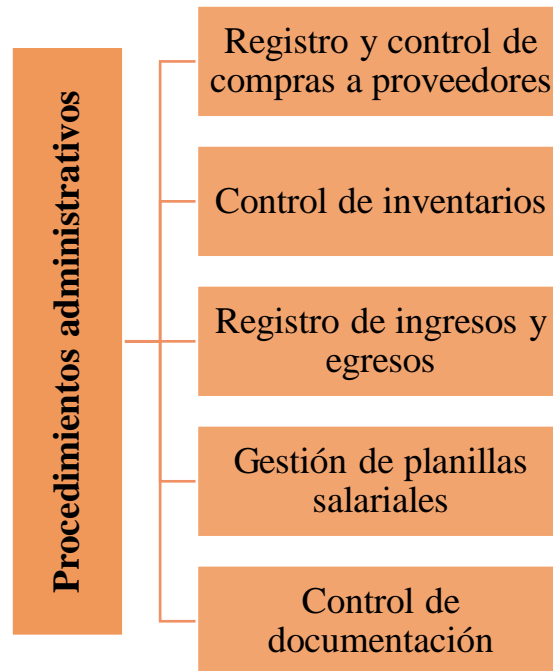 Procedimientos administrativos
Registro y control de
compras a proveedores
Control de inventarios
Registro de ingresos y
egresos
Gestión de planillas
salariales
Control de
documentación